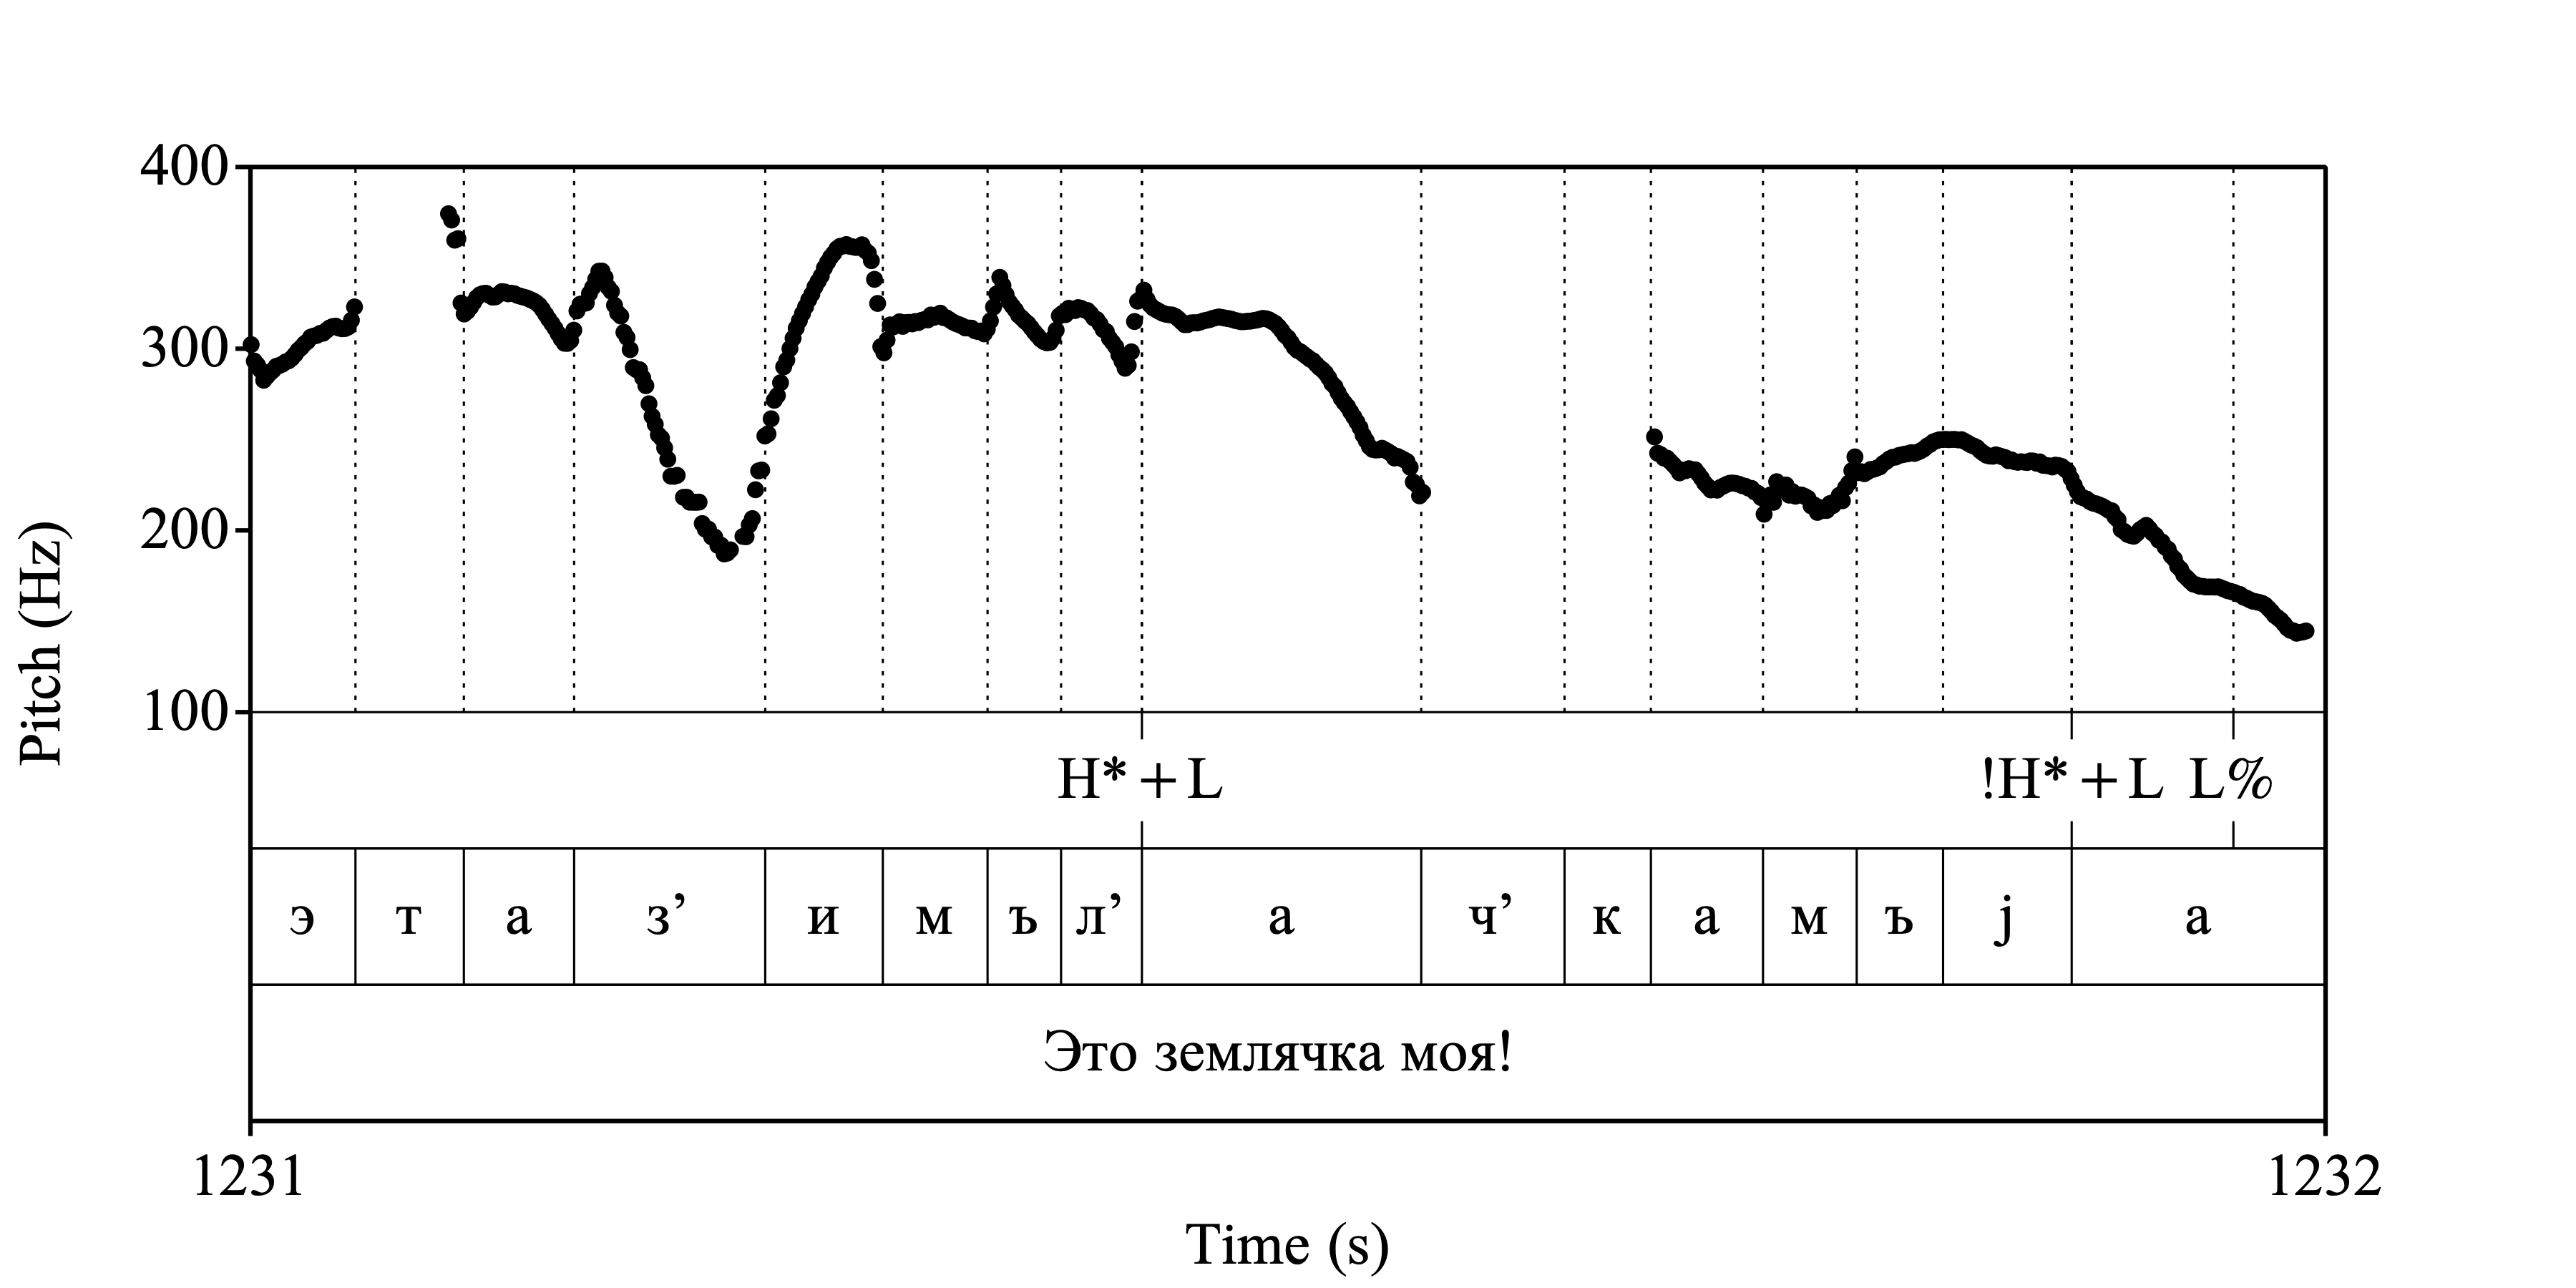 400
300
200
100
Pitch (Hz)
H*+L !H*+L L%
э т а з’ и м ъ л’ а ч’ к а м ъ j а
Это землячка моя!
1231 1232
Time (s)